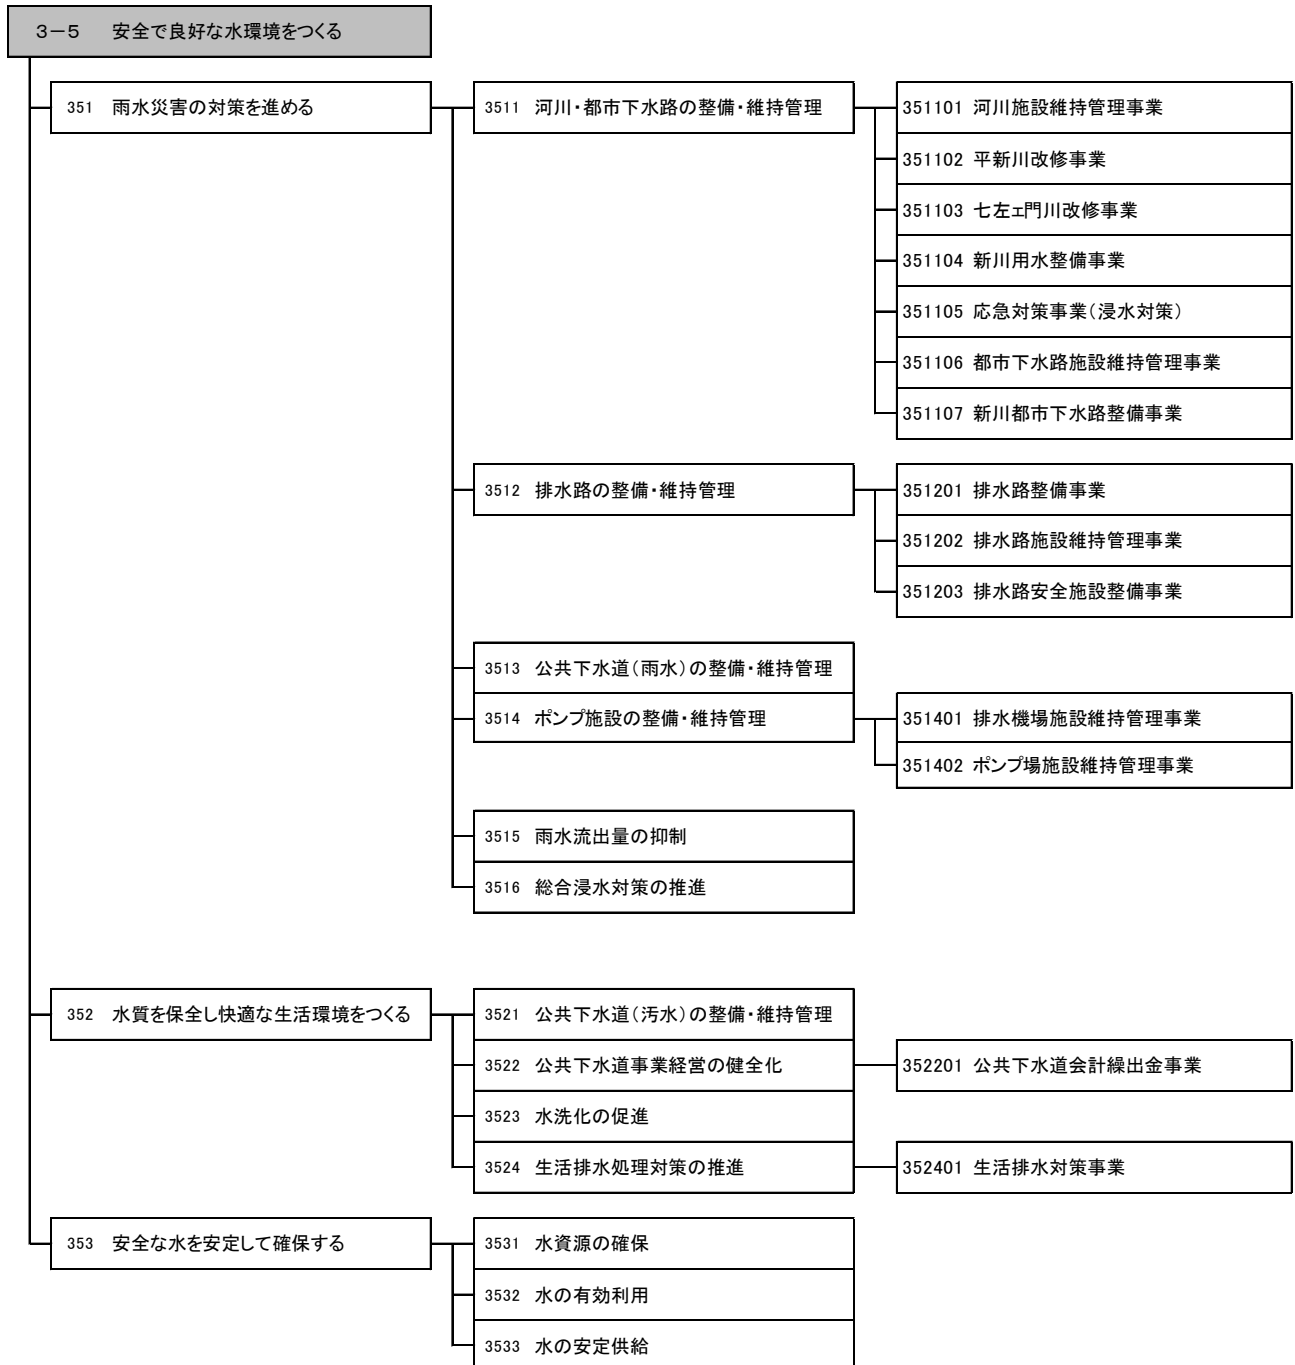 3－5　安全で良好な水環境をつくる
351 雨水災害の対策を進める
3511 河川・都市下水路の整備・維持管理
351101 河川施設維持管理事業
351102 平新川改修事業
351103 七左ェ門川改修事業
351104 新川用水整備事業
351105 応急対策事業（浸水対策）
351106 都市下水路施設維持管理事業
351107 新川都市下水路整備事業
3512 排水路の整備・維持管理
351201 排水路整備事業
351202 排水路施設維持管理事業
351203 排水路安全施設整備事業
3513 公共下水道（雨水）の整備・維持管理
3514 ポンプ施設の整備・維持管理
351401 排水機場施設維持管理事業
351402 ポンプ場施設維持管理事業
3515 雨水流出量の抑制
3516 総合浸水対策の推進
352 水質を保全し快適な生活環境をつくる
3521 公共下水道（汚水）の整備・維持管理
3522 公共下水道事業経営の健全化
352201 公共下水道会計繰出金事業
3523 水洗化の促進
3524 生活排水処理対策の推進
352401 生活排水対策事業
353 安全な水を安定して確保する
3531 水資源の確保
3532 水の有効利用
3533 水の安定供給